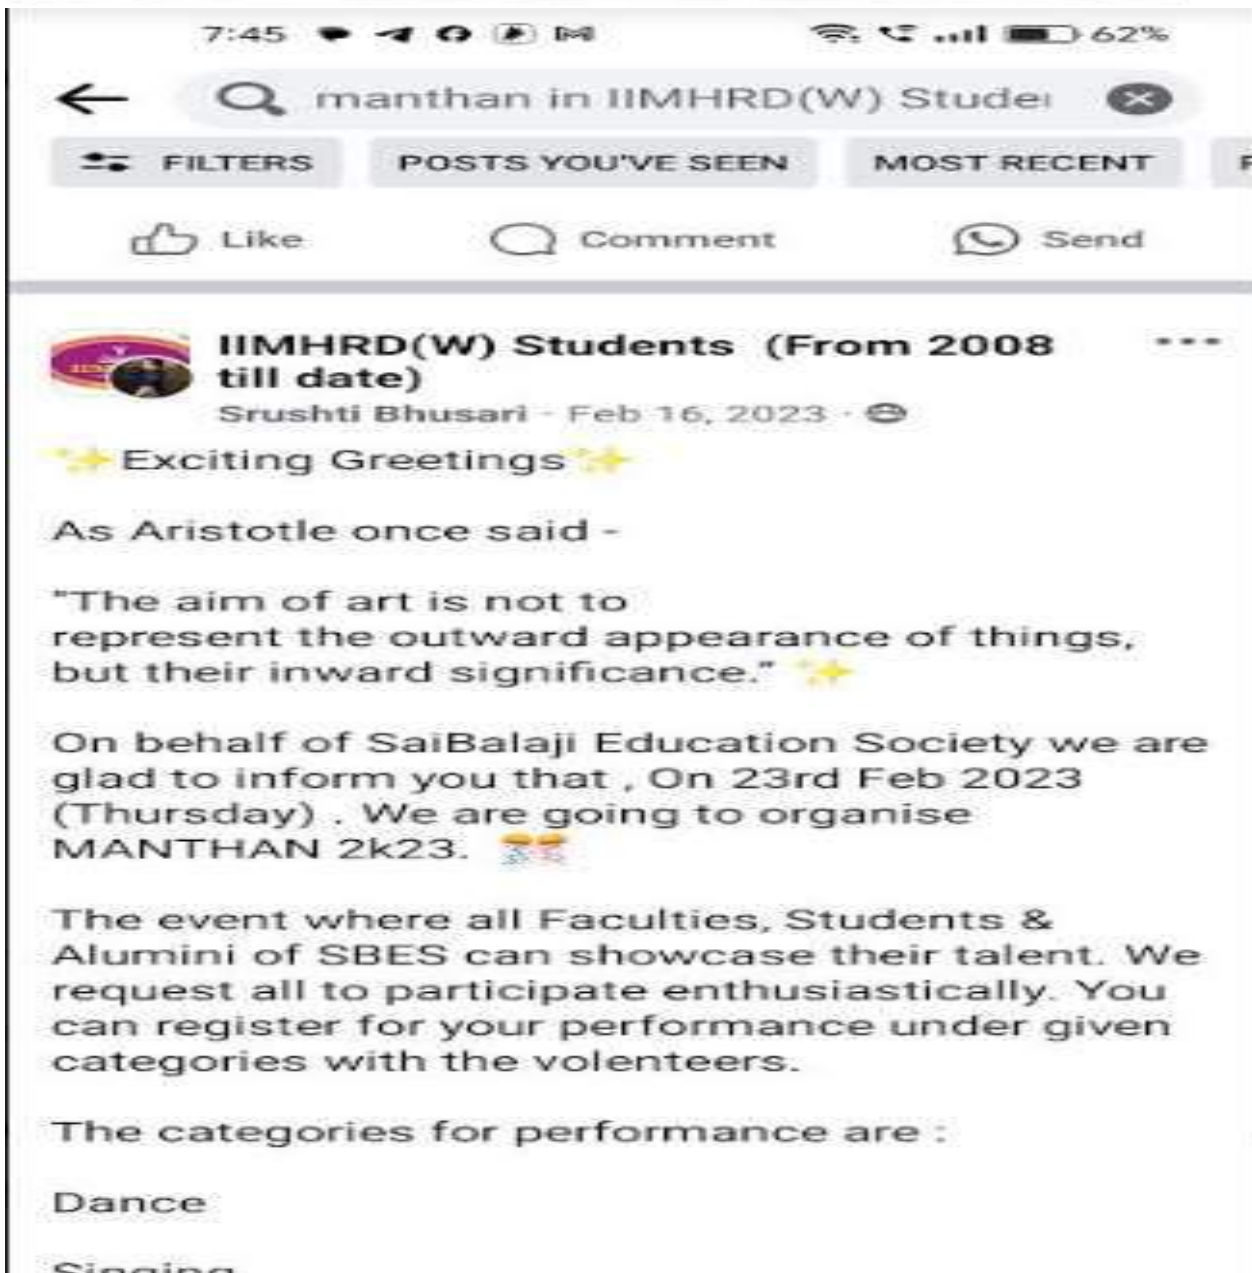 7:45 62%
manthan in IIMHRD(W) Studei
FILTERS POSTS YOU'VE SEEN MOST RECENT
Like Comment Send
IIMHRD(W) Students (From 2008
till date)
Srushti Bhusari · Feb 16, 2023 ·
✨Exciting Greetings✨
As Aristotle once said -
"The aim of art is not to
represent the outward appearance of things,
but their inward significance." ✨
On behalf of SaiBalaji Education Society we are
glad to inform you that , On 23rd Feb 2023
(Thursday) . We are going to organise
MANTHAN 2k23.
The event where all Faculties, Students &
Alumini of SBES can showcase their talent. We
request all to participate enthusiastically. You
can register for your performance under given
categories with the volenteers.
The categories for performance are :
Dance
Singing